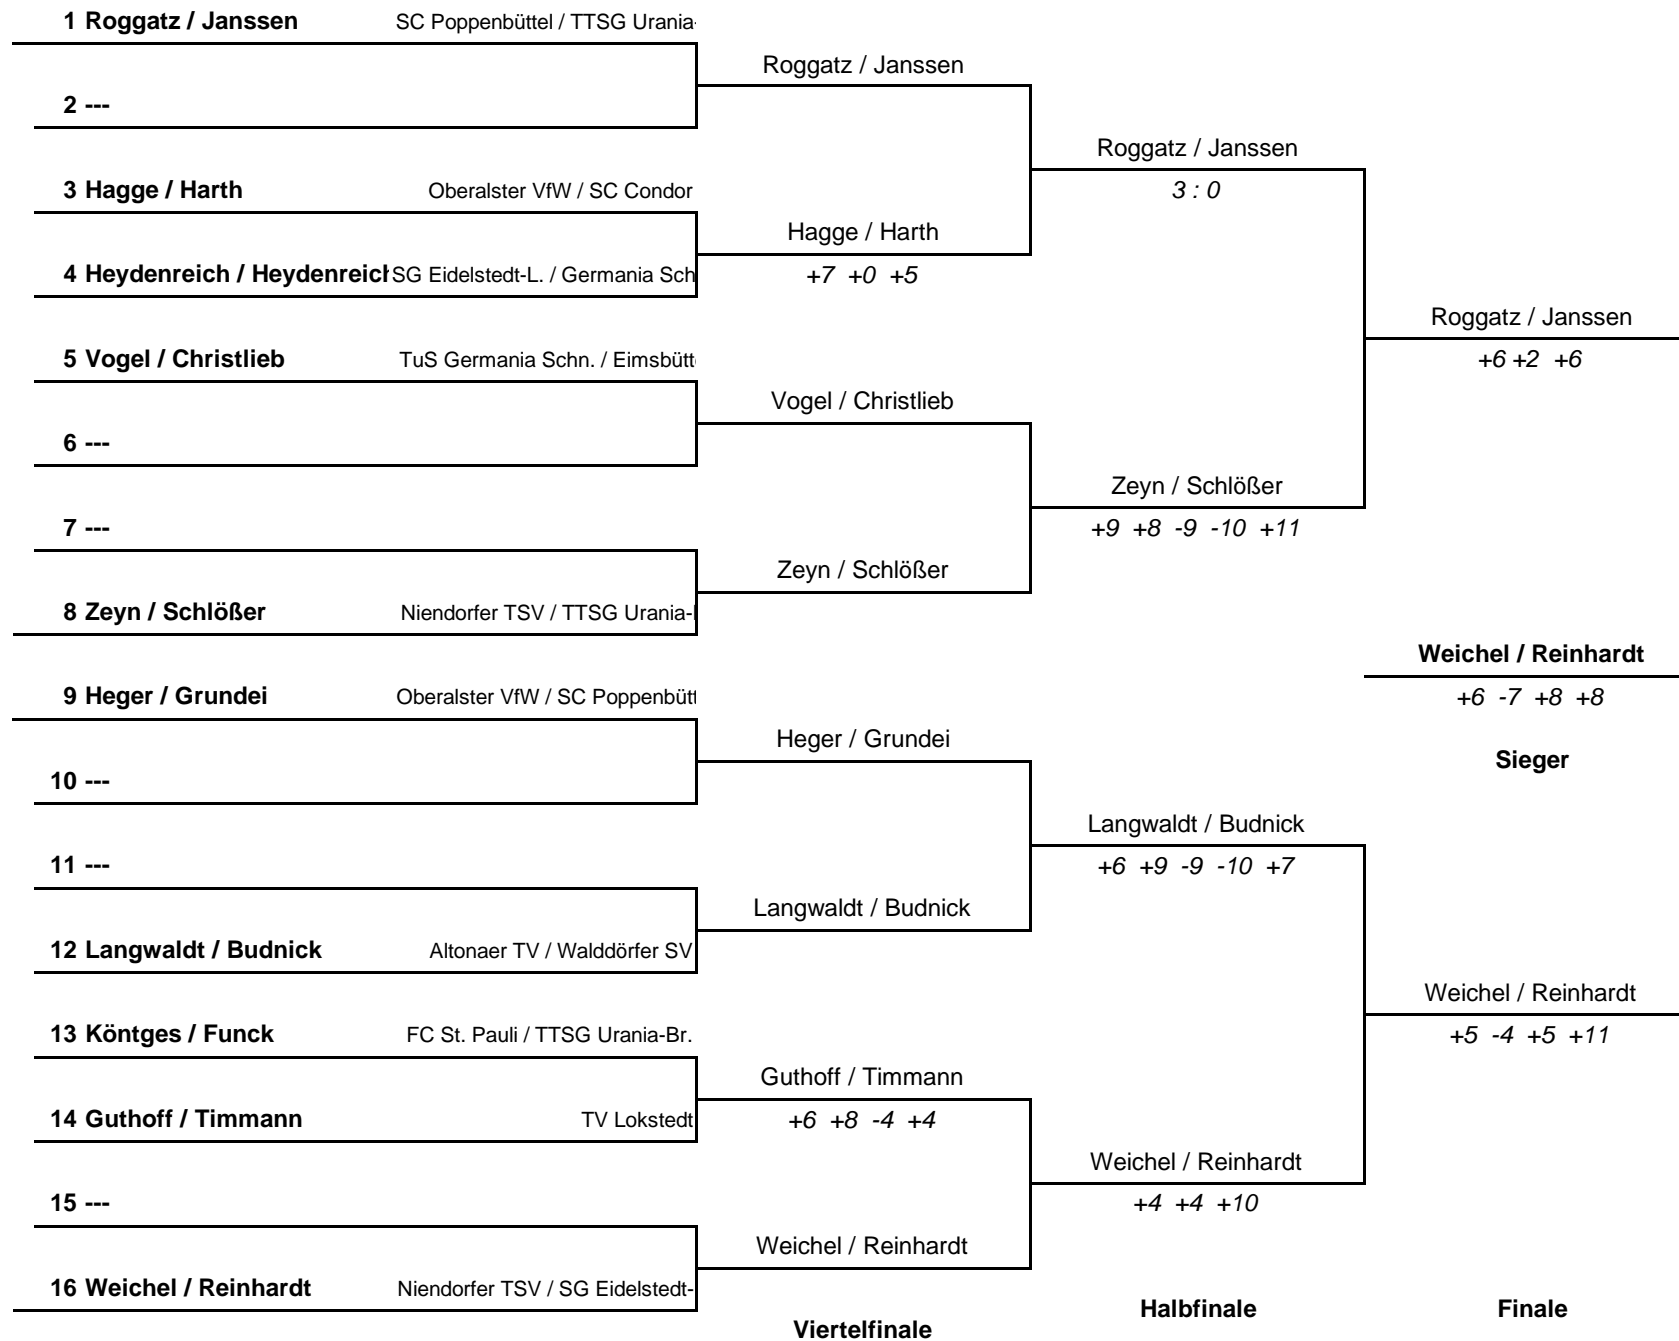 1 Roggatz / Janssen SC Poppenbüttel / TTSG Urania-
Roggatz / Janssen
2 ---
Roggatz / Janssen
3 Hagge / Harth Oberalster VfW / SC Condor
3 : 0
Hagge / Harth
4 Heydenreich / Heydenreich SG Eidelstedt-L. / Germania Sch
+7 +0 +5
Roggatz / Janssen
5 Vogel / Christlieb TuS Germania Schn. / Eimsbütt
+6 +2 +6
Vogel / Christlieb
6 ---
Zeyn / Schlößer
7 ---
+9 +8 -9 -10 +11
Zeyn / Schlößer
8 Zeyn / Schlößer Niendorfer TSV / TTSG Urania-
Weichel / Reinhardt
9 Heger / Grundei Oberalster VfW / SC Poppenbütt
+6 -7 +8 +8
Heger / Grundei
Sieger
10 ---
Langwaldt / Budnick
11 ---
+6 +9 -9 -10 +7
Langwaldt / Budnick
12 Langwaldt / Budnick Altonaer TV / Walddörfer SV
Weichel / Reinhardt
13 Köntges / Funck FC St. Pauli / TTSG Urania-Br.
+5 -4 +5 +11
Guthoff / Timmann
14 Guthoff / Timmann TV Lokstedt
+6 +8 -4 +4
Weichel / Reinhardt
15 ---
+4 +4 +10
Weichel / Reinhardt
16 Weichel / Reinhardt Niendorfer TSV / SG Eidelstedt-
Viertelfinale
Halbfinale
Finale